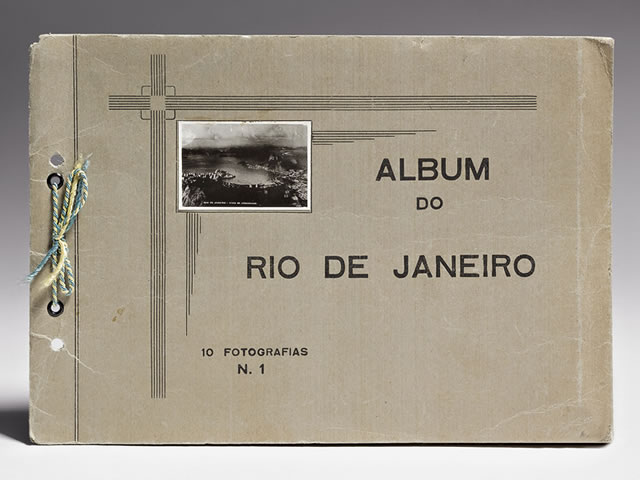 ALBUM
DO
RIO DE JANEIRO
10 FOTOGRAFIAS
N. 1